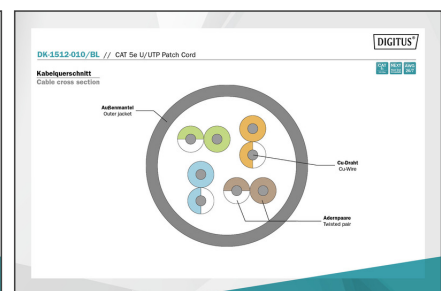 DIGITUS®
DK-1512-010/BL // CAT 5e U/UTP Patch Cord
Kabelquerschnitt
Cable cross section
Außenmantel
Outer jacket
Cu-Draht
Cu-Wire
Adernpaare
Twisted pair